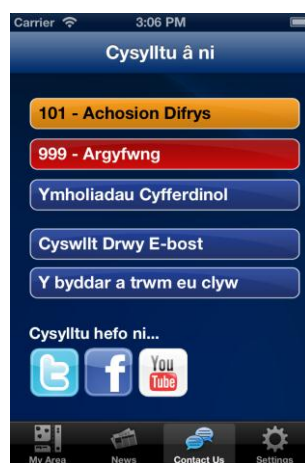 Carrier 3:06 PM
Cysylltu â ni
101 - Achosion Difrys
999 - Argyfwng
Ymholiadau Cyfferdinol
Cyswllt Drwy E-bost
Y byddar a trwm eu clyw
Cysylltu hefo ni...
You Tube
My Area News Contact Us Settings